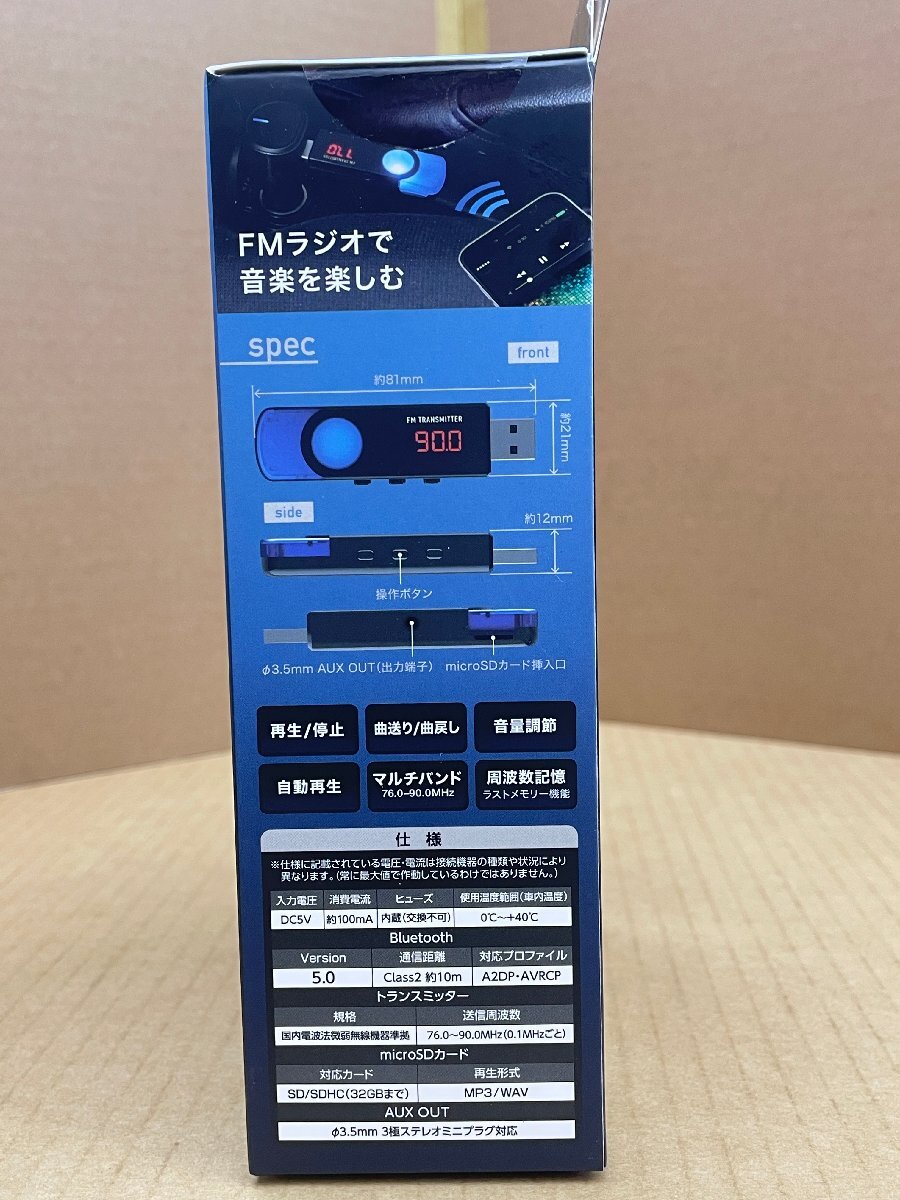 FMラジオで
音楽を楽しむ
spec
front
約81mm
FM TRANSMITTER
90.0
約21mm
side
約12mm
操作ボタン
φ3.5mm AUX OUT(出力端子) microSDカード挿入口
再生/停止 曲送り/曲戻し 音量調節
自動再生 マルチバンド 周波数記憶
76.0-90.0MHz ラストメモリー機能
仕様
※仕様に記載されている電圧・電流は接続機器の種類や状況により
異なります。(常に最大値で作動しているわけではありません。)
入力電圧 消費電流 ヒューズ 使用温度範囲(車内温度)
DC5V 約100mA 内蔵(交換不可) 0℃~+40℃
Bluetooth
Version 通信距離 対応プロファイル
5.0 Class2 約10m A2DP・AVRCP
トランスミッター
規格 送信周波数
国内電波法微弱無線機器準拠 76.0~90.0MHz(0.1MHzごと)
microSDカード
対応カード 再生形式
SD/SDHC(32GBまで) MP3/WAV
AUX OUT
φ3.5mm 3極ステレオミニプラグ対応